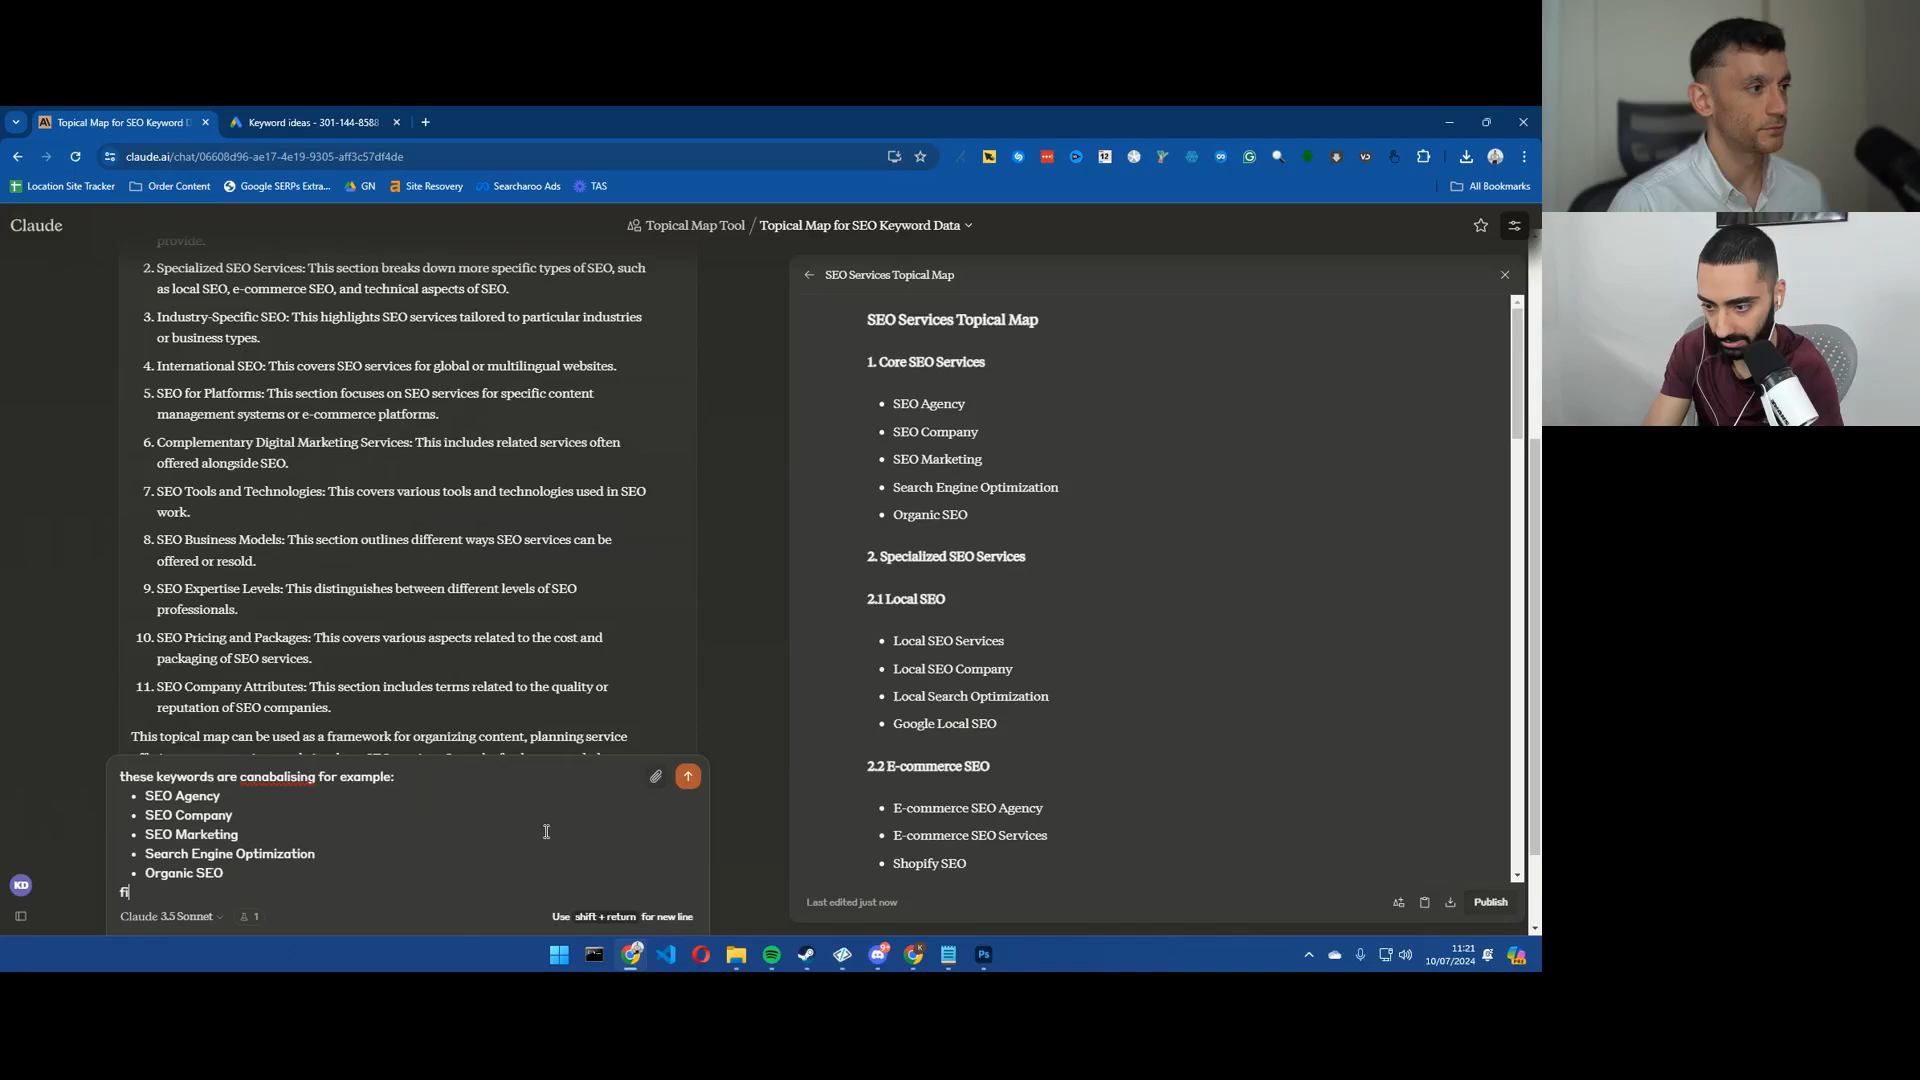 Topical Map for SEO Keyword D
Keyword ideas - 301-144-8588
claude.ai/chat/06608d96-ae17-4e19-9305-aff3c57df4de
Location Site Tracker
Order Content
Google SERPs Extra...
GN
Site Recovery
Searcharoo Ads
TAS
All Bookmarks
Claude
Topical Map Tool / Topical Map for SEO Keyword Data
provide.
2. Specialized SEO Services: This section breaks down more specific types of SEO, such
as local SEO, e-commerce SEO, and technical aspects of SEO.
3. Industry-Specific SEO: This highlights SEO services tailored to particular industries
or business types.
4. International SEO: This covers SEO services for global or multilingual websites.
5. SEO for Platforms: This section focuses on SEO services for specific content
management systems or e-commerce platforms.
6. Complementary Digital Marketing Services: This includes related services often
offered alongside SEO.
7. SEO Tools and Technologies: This covers various tools and technologies used in SEO
work.
8. SEO Business Models: This section outlines different ways SEO services can be
offered or resold.
9. SEO Expertise Levels: This distinguishes between different levels of SEO
professionals.
10. SEO Pricing and Packages: This covers various aspects related to the cost and
packaging of SEO services.
11. SEO Company Attributes: This section includes terms related to the quality or
reputation of SEO companies.
This topical map can be used as a framework for organizing content, planning service
these keywords are canabalising for example:
• SEO Agency
• SEO Company
• SEO Marketing
• Search Engine Optimization
• Organic SEO
fi
Claude 3.5 Sonnet
1
Use shift + return for new line
KD
SEO Services Topical Map
SEO Services Topical Map
1. Core SEO Services
• SEO Agency
• SEO Company
• SEO Marketing
• Search Engine Optimization
• Organic SEO
2. Specialized SEO Services
2.1 Local SEO
• Local SEO Services
• Local SEO Company
• Local Search Optimization
• Google Local SEO
2.2 E-commerce SEO
• E-commerce SEO Agency
• E-commerce SEO Services
• Shopify SEO
Last edited just now
Publish
11:21
10/07/2024